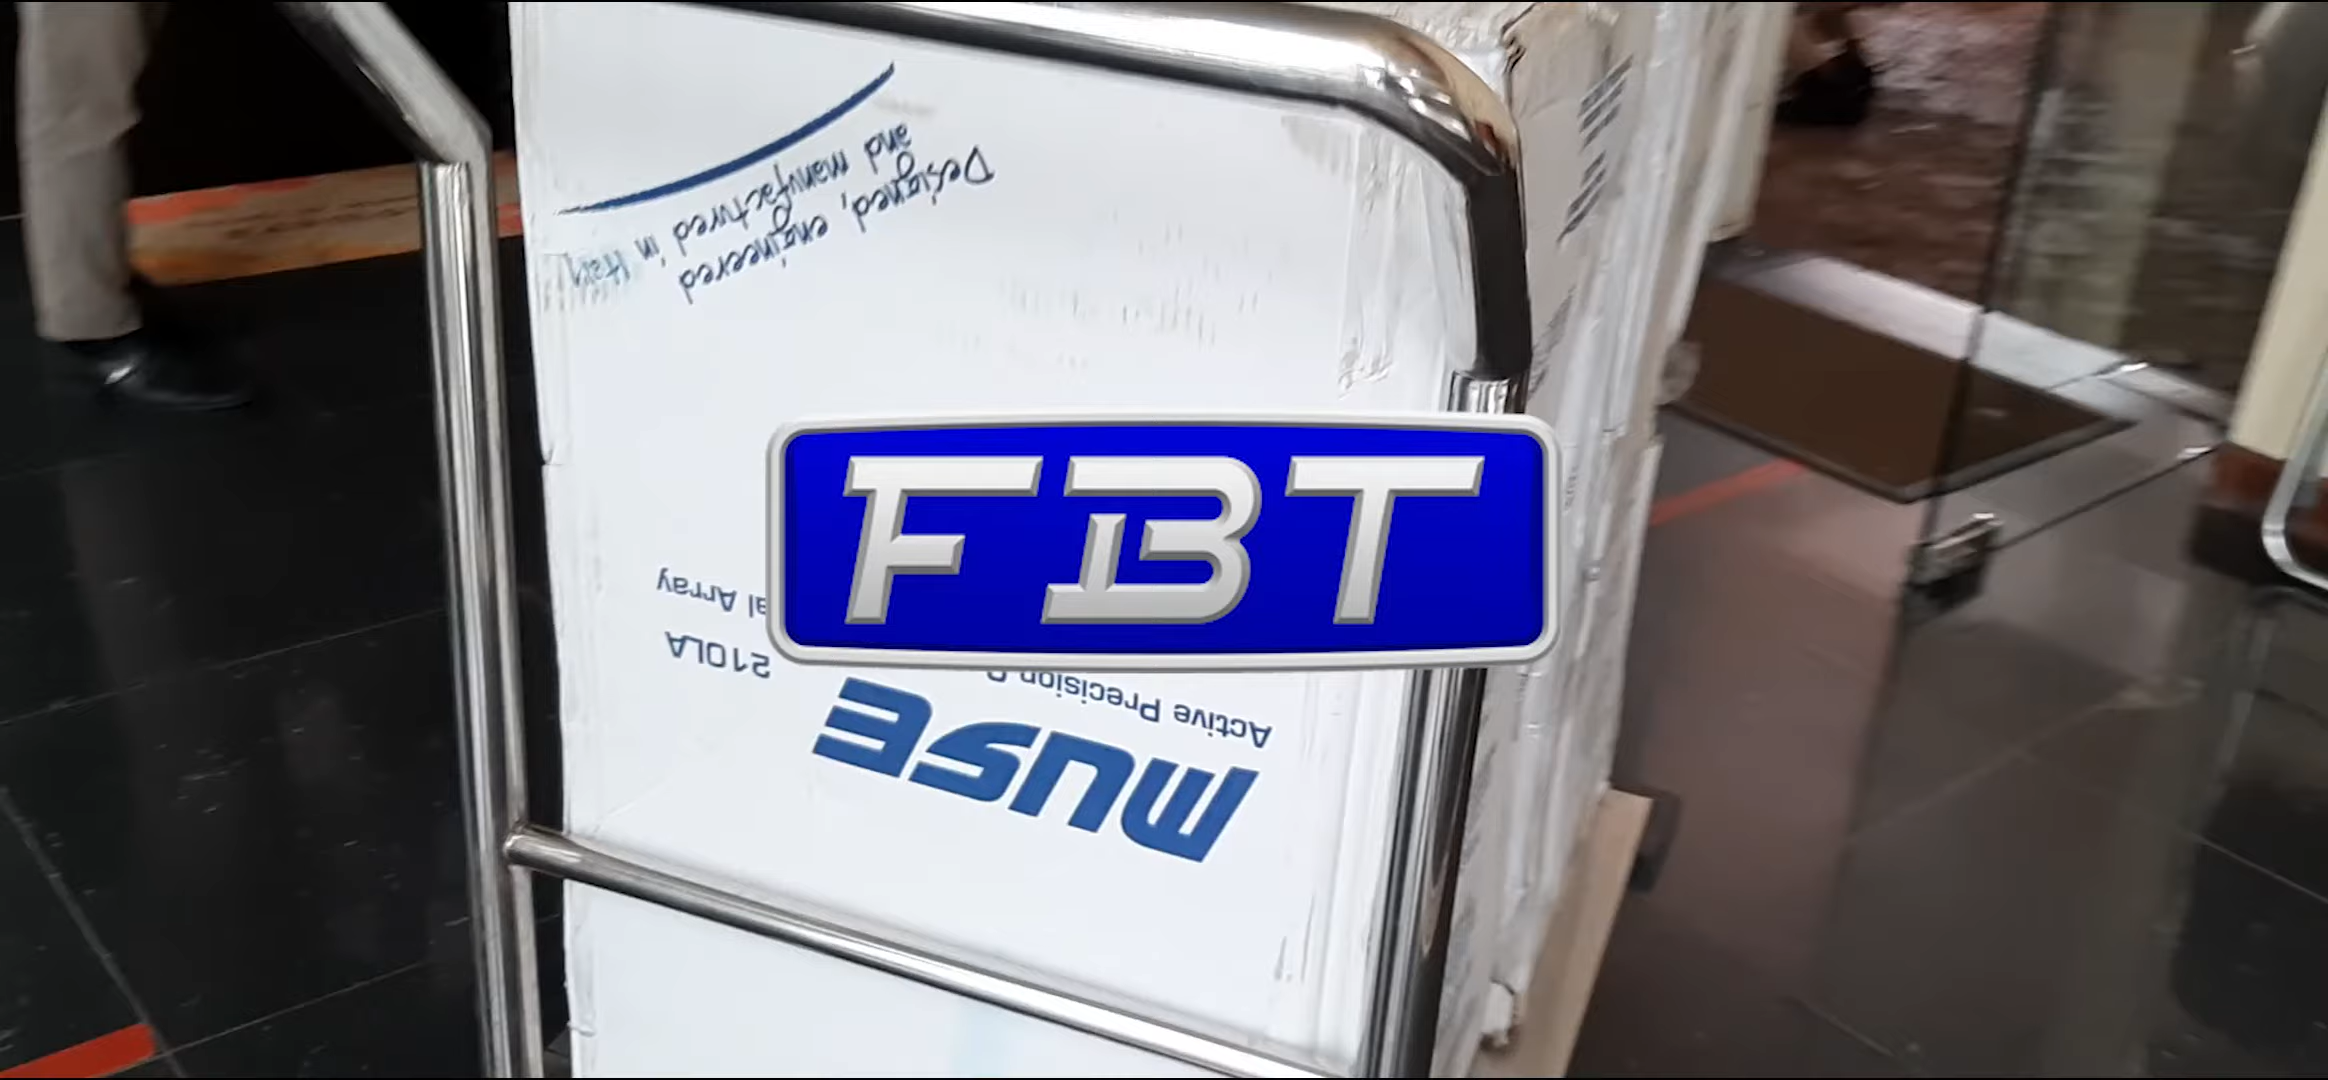 FBT
MUSE
Active Precision
210LA
al Array
Designed, engineered
and manufactured in Italy